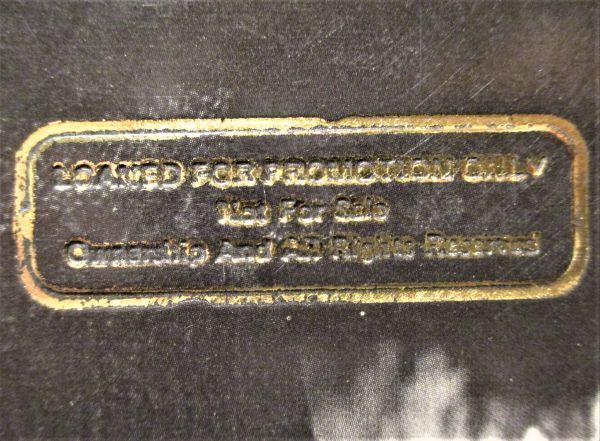 LOANED FOR PROMOTION ONLY
Not For Sale
Ownership And All Rights Reserved